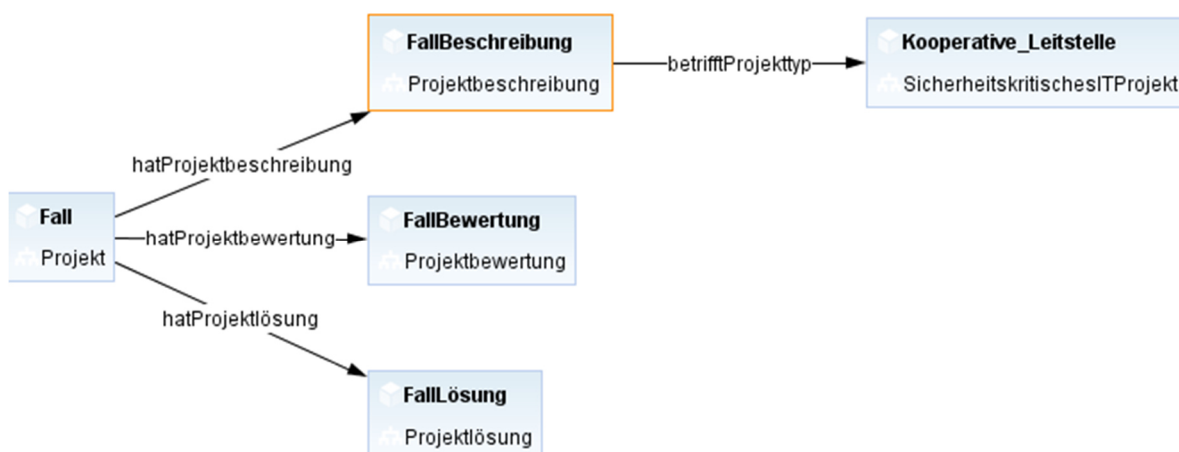 FallBeschreibung
Projektbeschreibung
betrifftProjekttyp
Kooperative_Leitstelle
SicherheitskritischesITProjekt
hatProjektbeschreibung
Fall
Projekt
hatProjektbewertung
FallBewertung
Projektbewertung
hatProjektlösung
FallLösung
Projektlösung